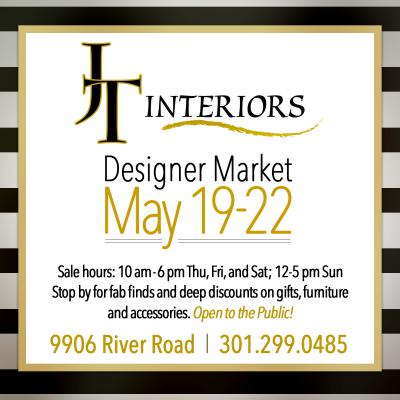 JT INTERIORS
Designer Market
May 19-22
Sale hours: 10 am - 6 pm Thu, Fri, and Sat; 12-5 pm Sun
Stop by for fab finds and deep discounts on gifts, furniture
and accessories. Open to the Public!
9906 River Road | 301.299.0485